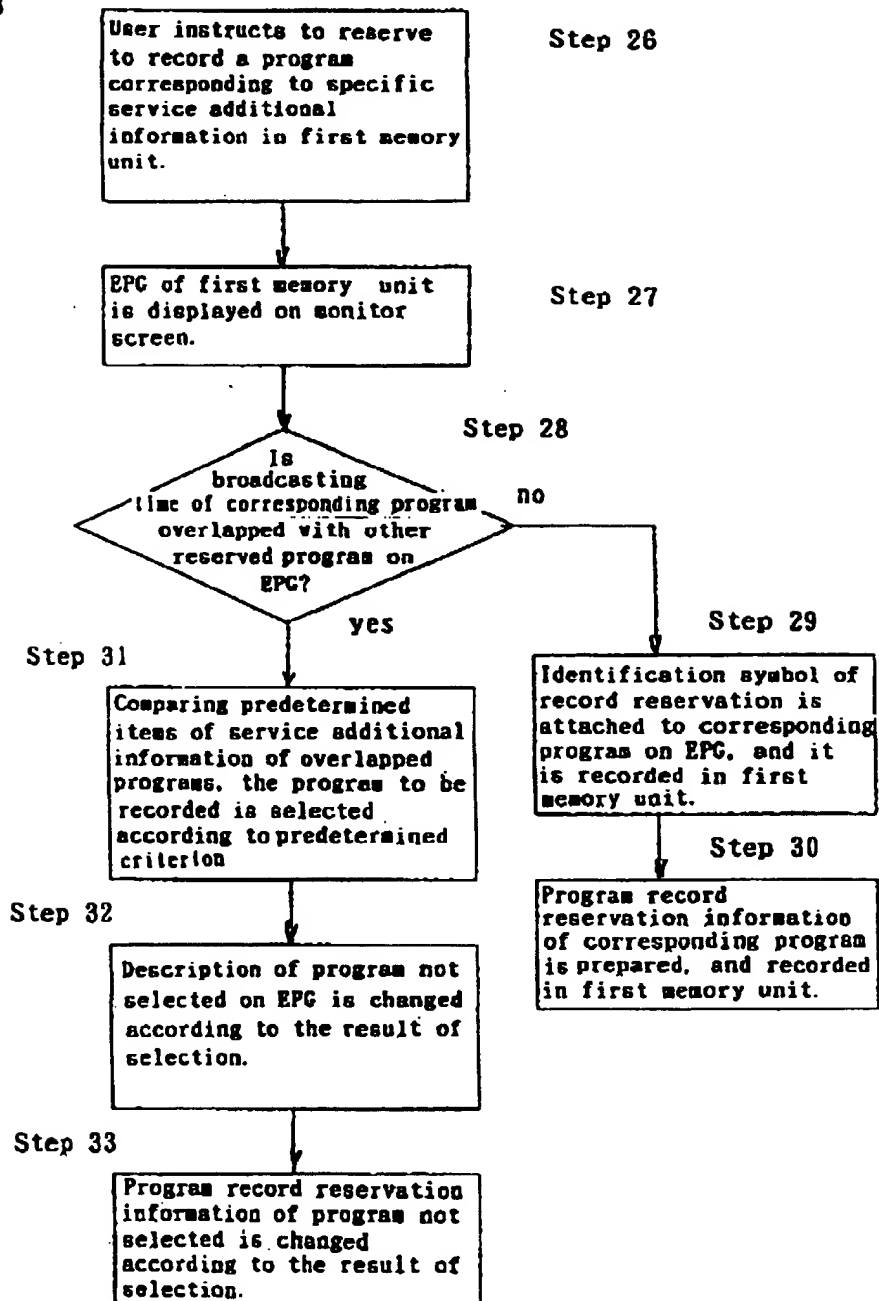 User instructs to reserve
to record a program
corresponding to specific
service additional
information in first memory
unit.
Step 26
EPG of first memory unit
is displayed on monitor
screen.
Step 27
Step 28
Is
broadcasting
time of corresponding program
overlapped with other
reserved program on
EPG?
no
yes
Step 29
Identification symbol of
record reservation is
attached to corresponding
program on EPG, and it
is recorded in first
memory unit.
Step 30
Program record
reservation information
of corresponding program
is prepared, and recorded
in first memory unit.
Step 31
Comparing predetermined
items of service additional
information of overlapped
programs, the program to be
recorded is selected
according to predetermined
criterion
Step 32
Description of program not
selected on EPG is changed
according to the result of
selection.
Step 33
Program record reservation
information of program not
selected is changed
according to the result of
selection.